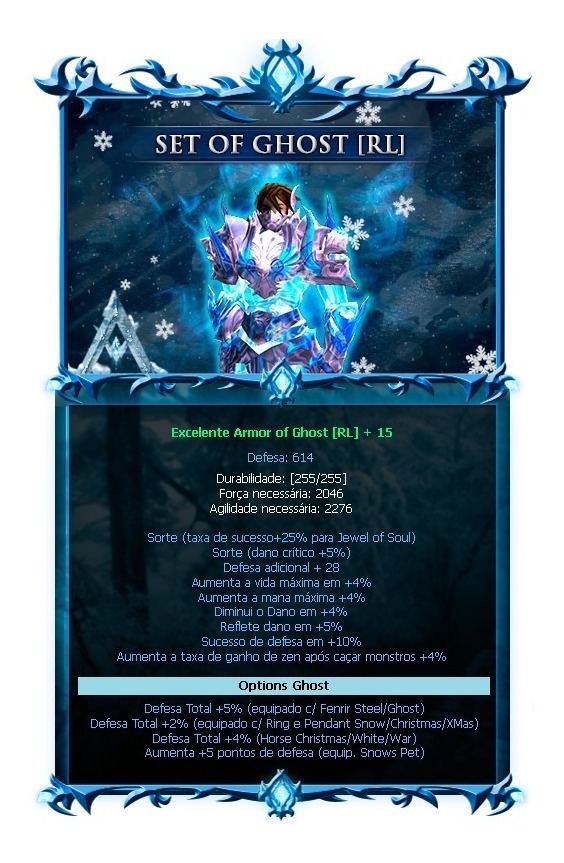 SET OF GHOST [RL]
Excelente Armor of Ghost [RL] + 15
Defesa: 614
Durabilidade: [255/255]
Força necessária: 2046
Agilidade necessária: 2276
Sorte (taxa de sucesso+25% para Jewel of Soul)
Sorte (dano crítico +5%)
Defesa adicional + 28
Aumenta a vida máxima em +4%
Aumenta a mana máxima +4%
Diminui o Dano em +4%
Reflete dano em +5%
Sucesso de defesa em +10%
Aumenta a taxa de ganho de zen após caçar monstros +4%
Options Ghost
Defesa Total +5% (equipado c/ Fenrir Steel/Ghost)
Defesa Total +2% (equipado c/ Ring e Pendant Snow/Christmas/XMas)
Defesa Total +4% (Horse Christmas/White/War)
Aumenta +5 pontos de defesa (equip. Snows Pet)